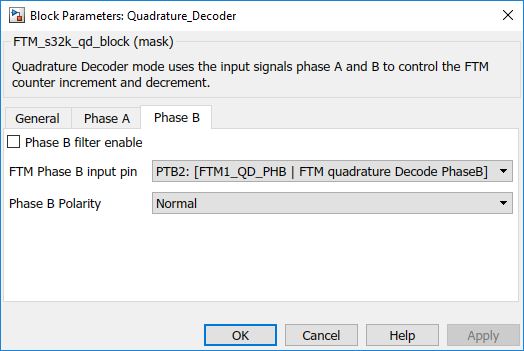 Block Parameters: Quadrature_Decoder
FTM_s32k_qd_block (mask)
Quadrature Decoder mode uses the input signals phase A and B to control the FTM
counter increment and decrement.
General Phase A Phase B
Phase B filter enable
FTM Phase B input pin PTB2: [FTM1_QD_PHB | FTM quadrature Decode PhaseB]
Phase B Polarity Normal
OK Cancel Help Apply